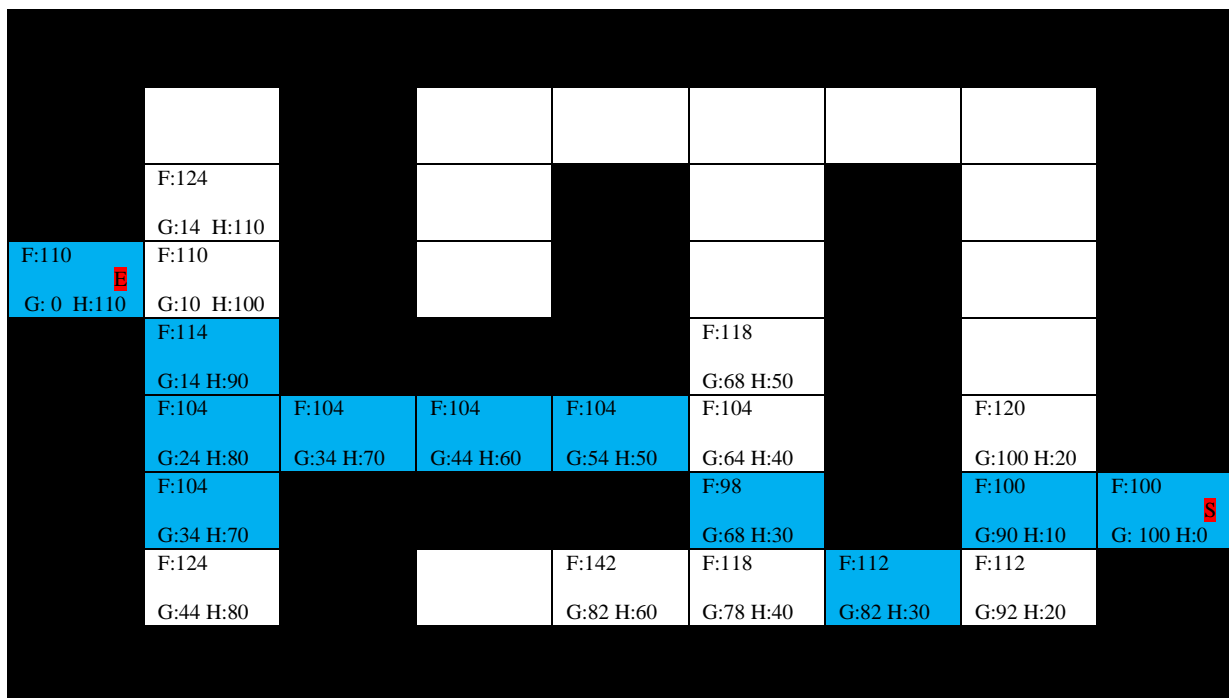 F:124
G:14 H:110
F:110
E
G: 0 H:110
F:110
G:10 H:100
F:114
G:14 H:90
F:118
G:68 H:50
F:104
G:24 H:80
F:104
G:34 H:70
F:104
G:44 H:60
F:104
G:54 H:50
F:104
G:64 H:40
F:120
G:100 H:20
F:104
G:34 H:70
F:98
G:68 H:30
F:100
G:90 H:10
F:100
S
G: 100 H:0
F:124
G:44 H:80
F:142
G:82 H:60
F:118
G:78 H:40
F:112
G:82 H:30
F:112
G:92 H:20